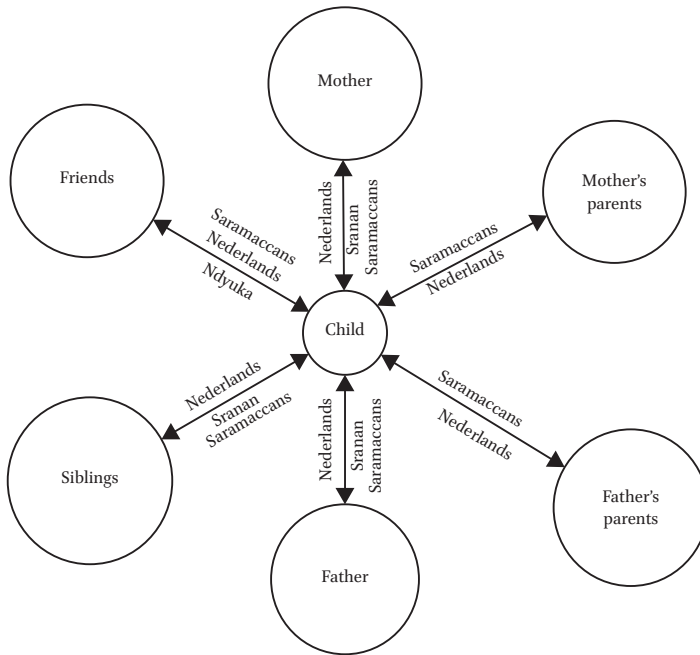 Mother
Friends
Mother's
parents
Saramaccans
Nederlands
Ndyuka
Nederlands
Sranan
Saramaccans
Saramaccans
Nederlands
Child
Nederlands
Sranan
Saramaccans
Nederlands
Sranan
Saramaccans
Saramaccans
Nederlands
Siblings
Father
Father's
parents